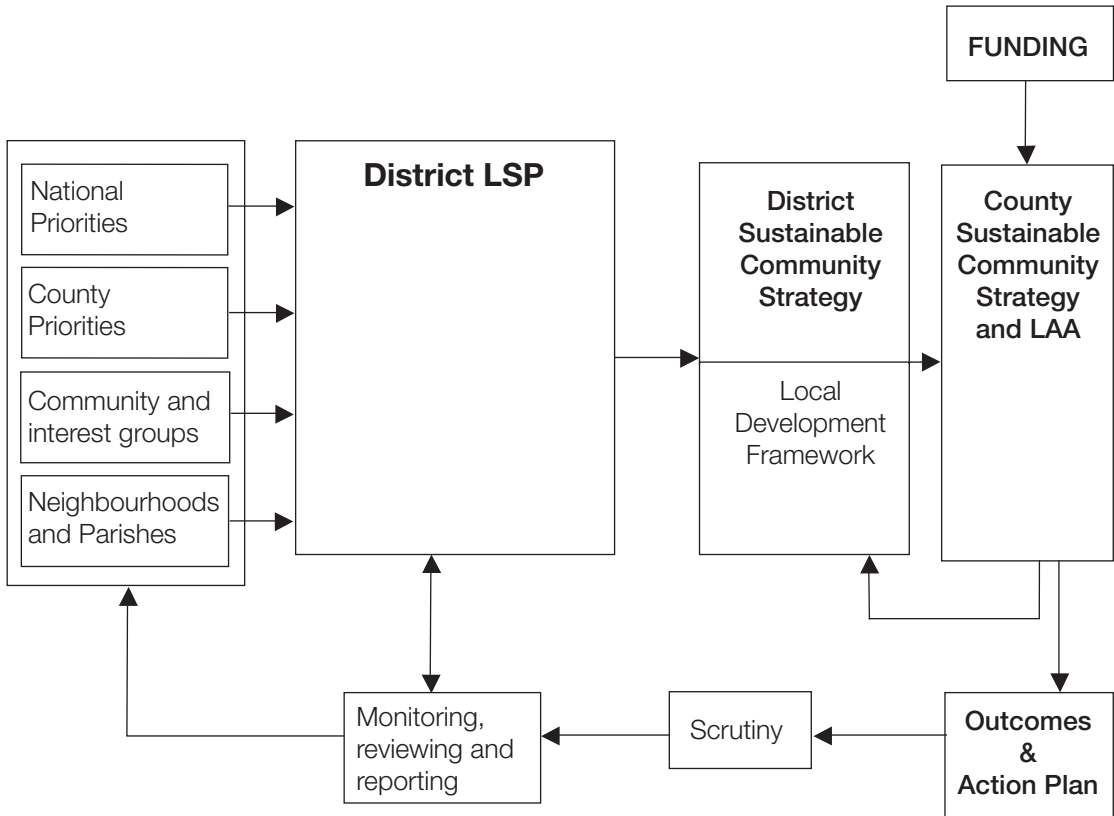 FUNDING
National
Priorities
County
Priorities
Community and
interest groups
Neighbourhoods
and Parishes
District LSP
District
Sustainable
Community
Strategy
Local
Development
Framework
County
Sustainable
Community
Strategy
and LAA
Monitoring,
reviewing and
reporting
Scrutiny
Outcomes
&
Action Plan